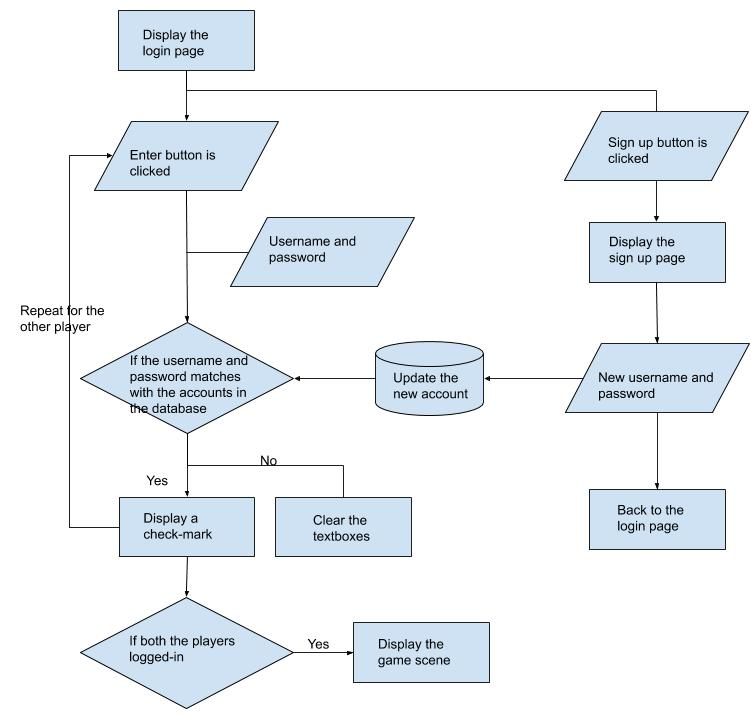 Display the
login page
Enter button is
clicked
Sign up button is
clicked
Username and
password
Display the
sign up page
Repeat for the
other player
If the username and
password matches
with the accounts in
the database
Update the
new account
New username and
password
No
Yes
Display a
check-mark
Clear the
textboxes
Back to the
login page
If both the players
logged-in
Yes
Display the
game scene